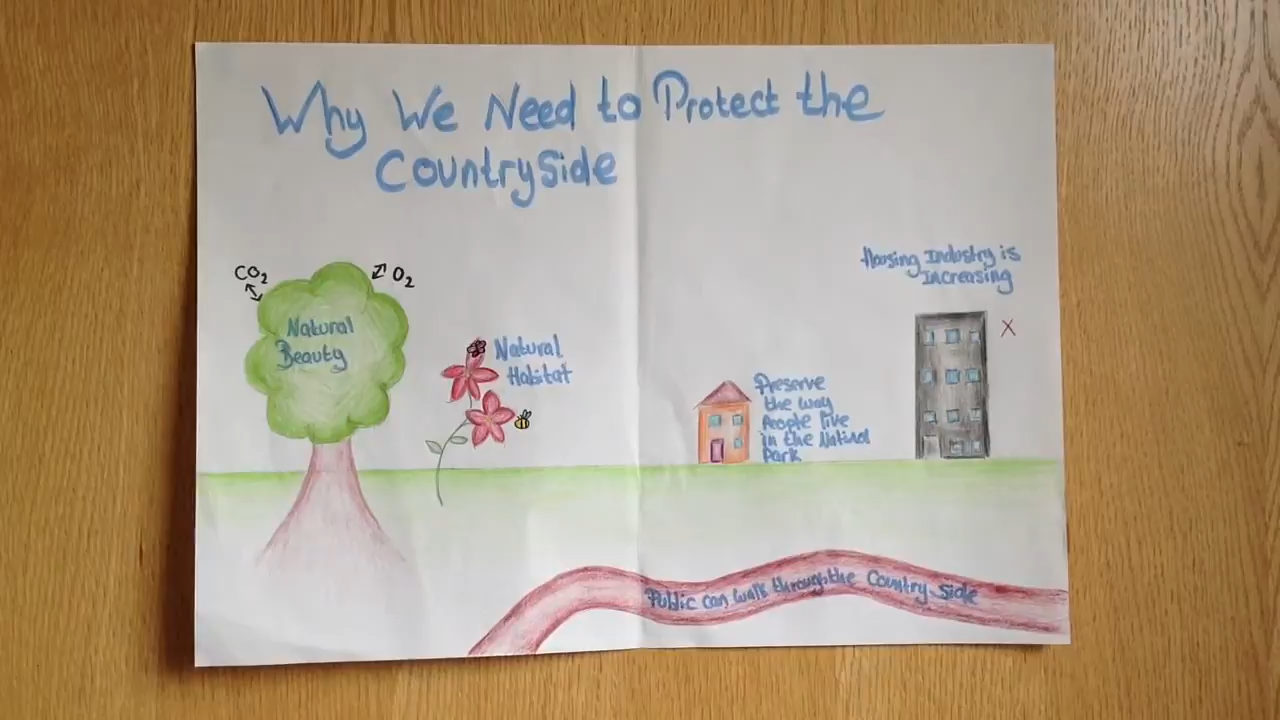 Why We Need to Protect the
Countryside
CO2
O2
Natural
Beauty
Natural
Habitat
Preserve
the way
People live
in the Natinal
Park
Housing Industry is
Increasing
X
Public can walk through the Country Side